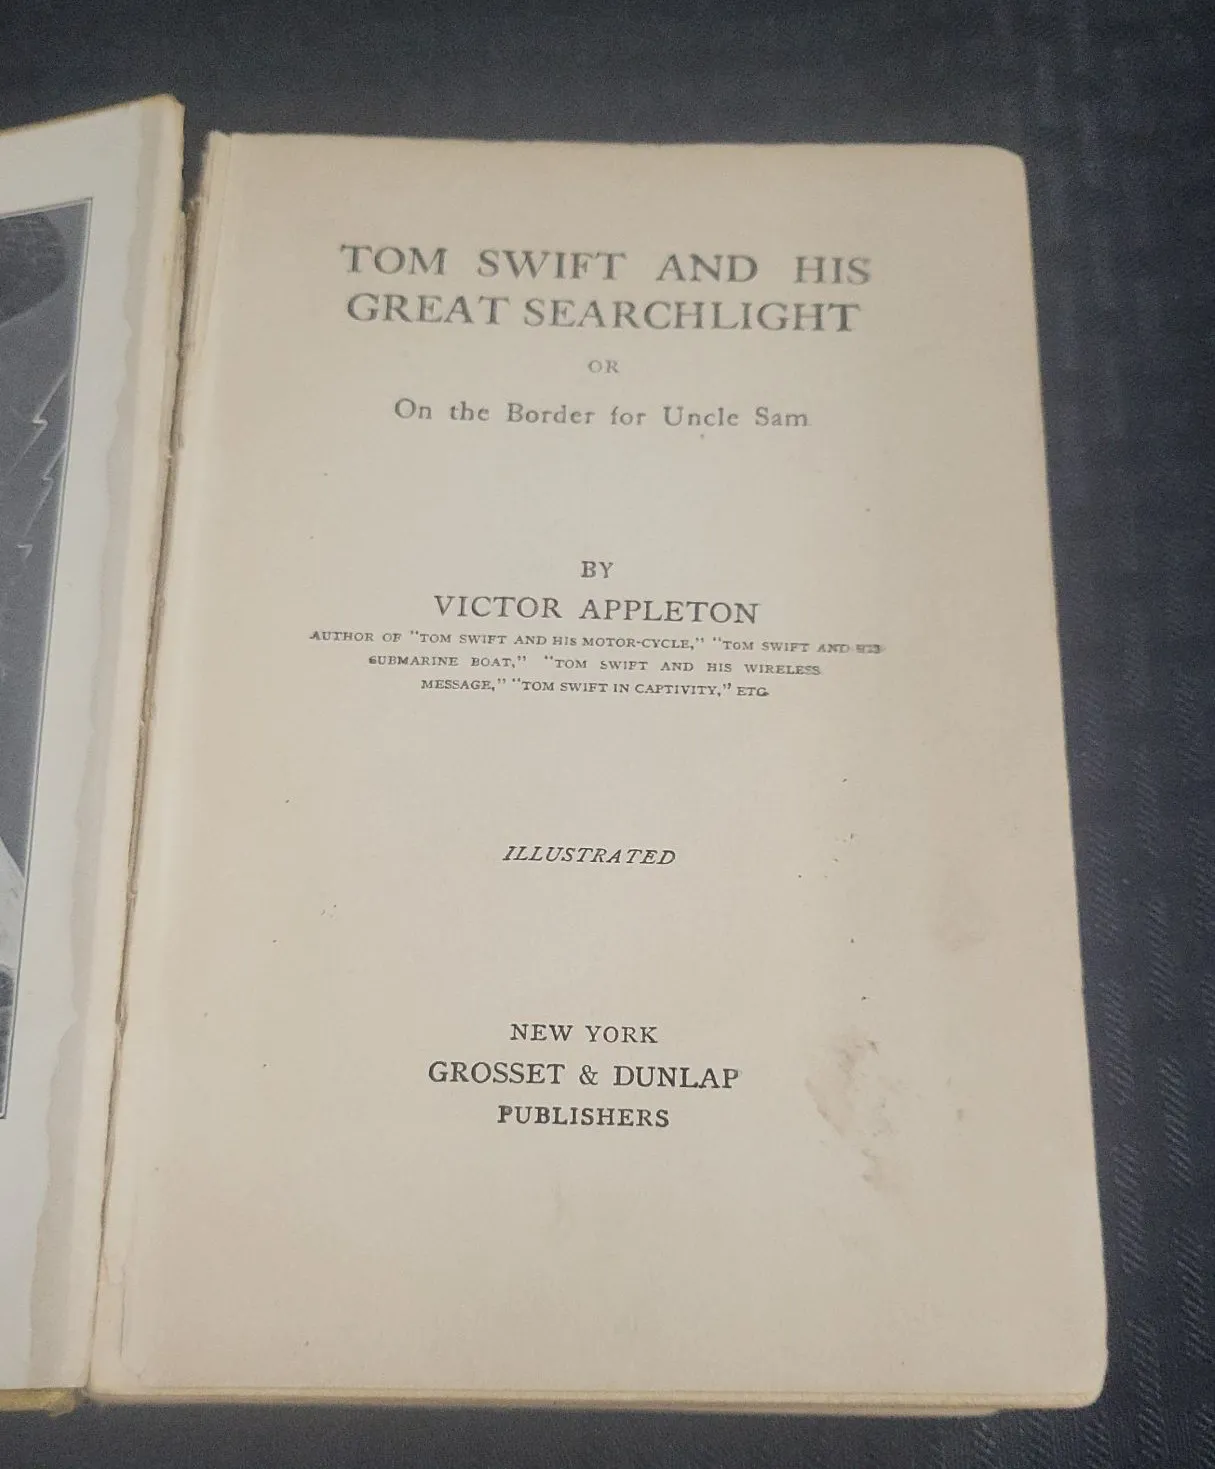 TOM SWIFT AND HIS
GREAT SEARCHLIGHT
OR
On the Border for Uncle Sam
BY
VICTOR APPLETON
AUTHOR OF "TOM SWIFT AND HIS MOTOR-CYCLE," "TOM SWIFT AND HIS
SUBMARINE BOAT," "TOM SWIFT AND HIS WIRELESS
MESSAGE," "TOM SWIFT IN CAPTIVITY," ETC.
ILLUSTRATED
NEW YORK
GROSSET & DUNLAP
PUBLISHERS